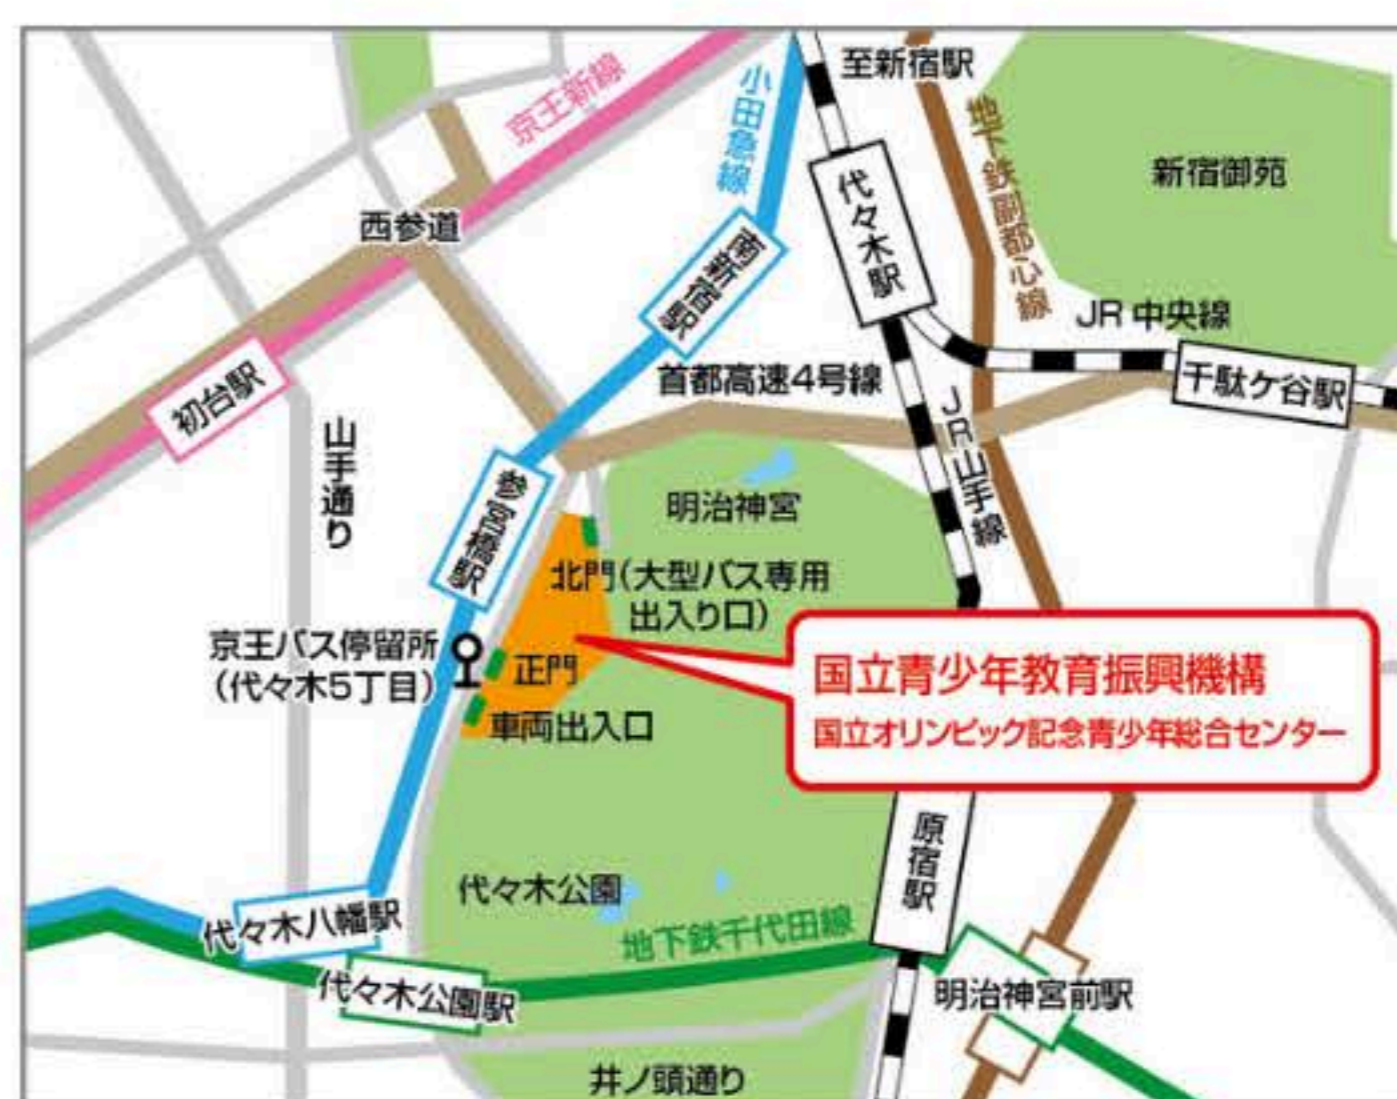 至新宿駅
京王新線
小田急線
地下鉄副都心線
新宿御苑
代々木駅
西参道
南新宿駅
JR 中央線
千駄ケ谷駅
首都高速4号線
初台駅
山手通り
JR山手線
参宮橋駅
明治神宮
北門(大型バス専用
出入り口)
京王バス停留所
(代々木5丁目)
正門
車両出入口
国立青少年教育振興機構
国立オリンピック記念青少年総合センター
原宿駅
代々木公園
代々木八幡駅
地下鉄千代田線
代々木公園駅
明治神宮前駅
井ノ頭通り